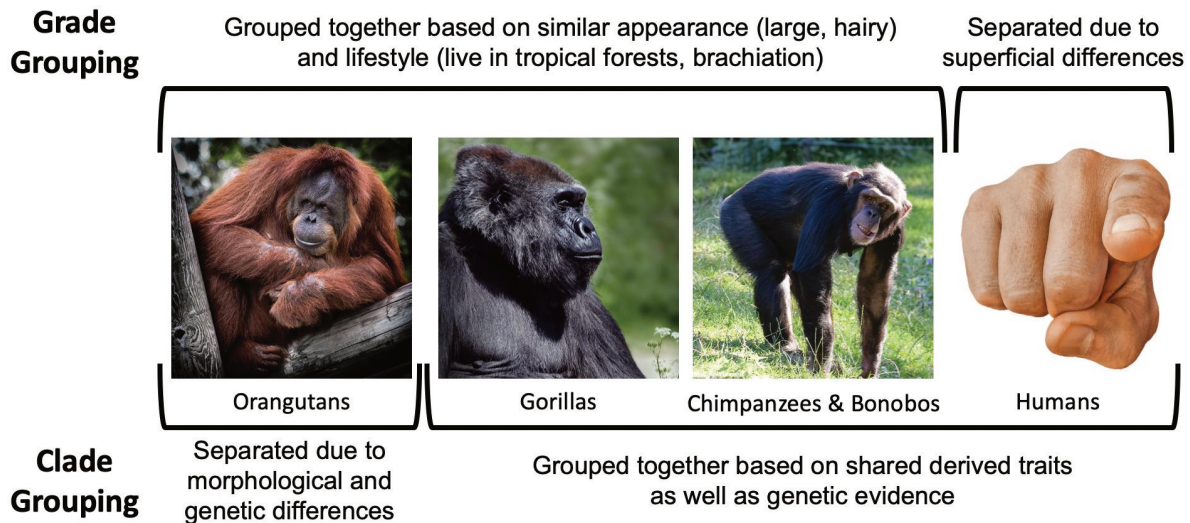 Grade
Grouping
Grouped together based on similar appearance (large, hairy)
and lifestyle (live in tropical forests, brachiation)
Separated due to
superficial differences
Orangutans
Gorillas
Chimpanzees & Bonobos
Humans
Clade
Grouping
Separated due to
morphological and
genetic differences
Grouped together based on shared derived traits
as well as genetic evidence